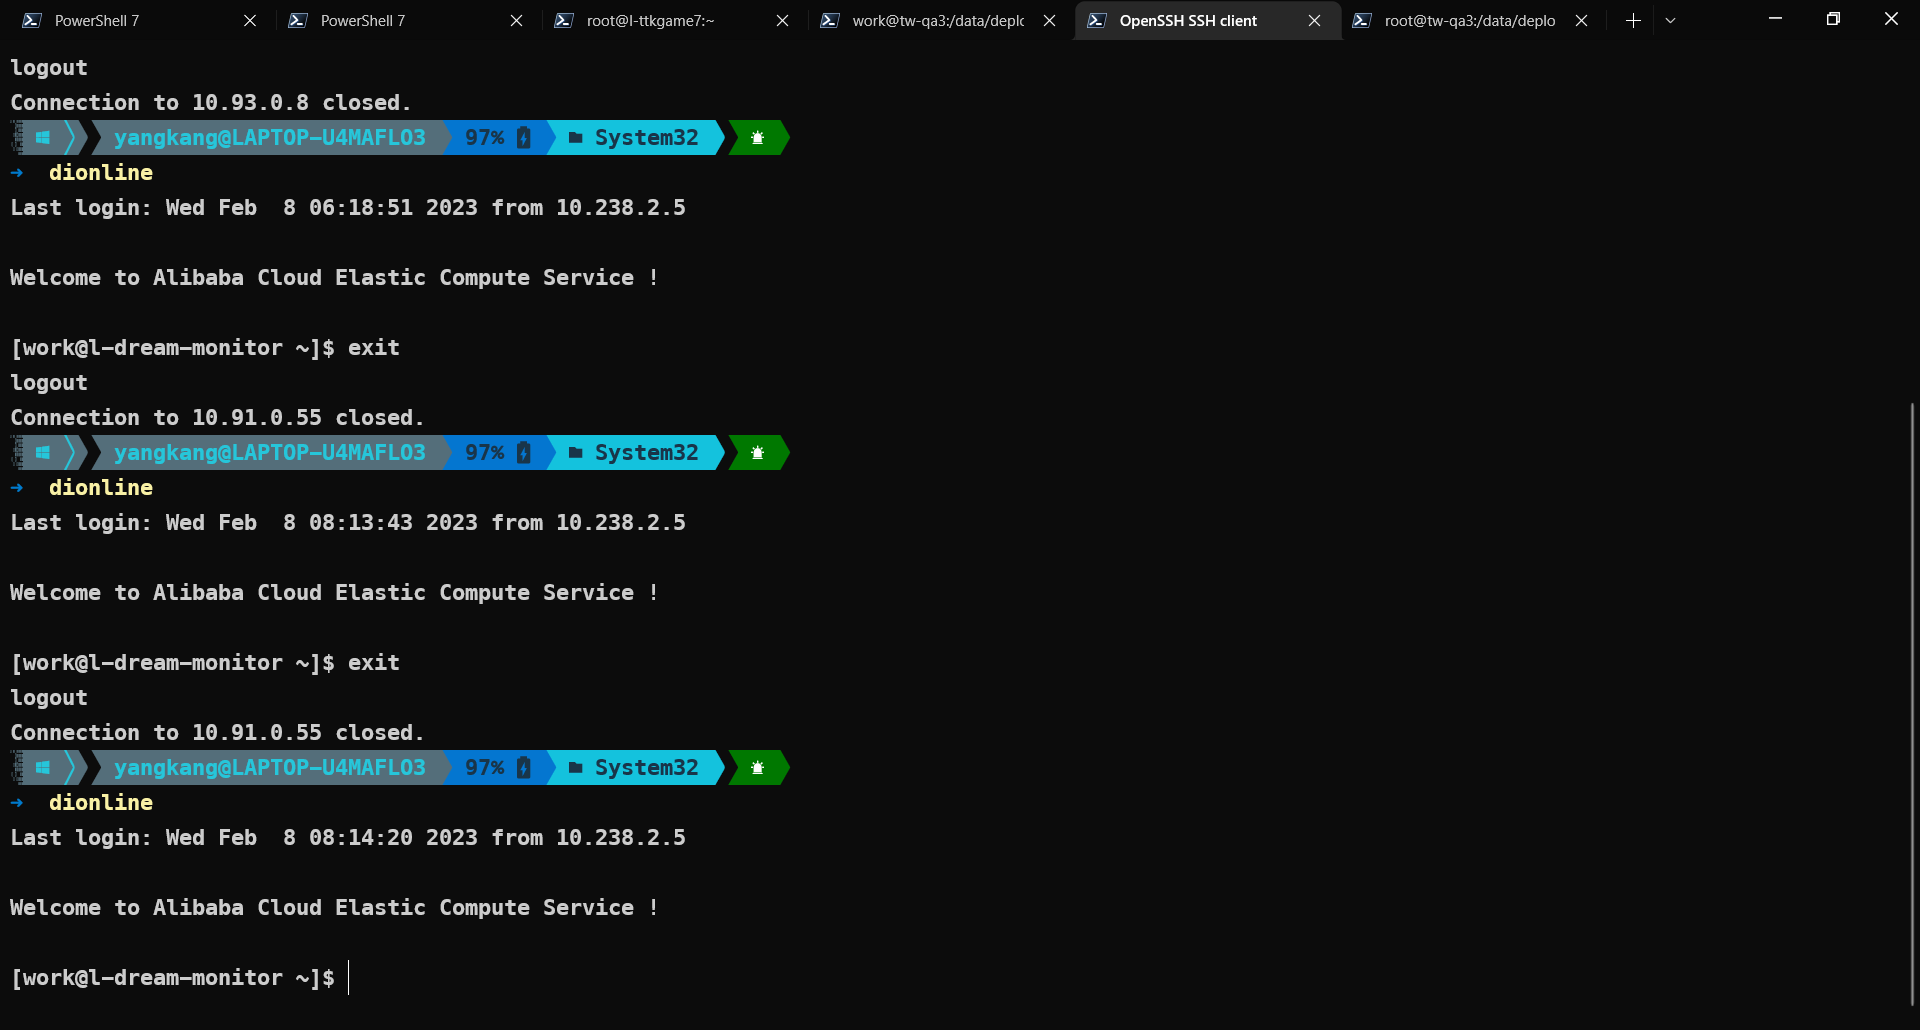 PowerShell 7
PowerShell 7
root@l-ttkgame7:~
work@tw-qa3:/data/deplo
OpenSSH SSH client
root@tw-qa3:/data/deplo
logout
Connection to 10.93.0.8 closed.
yangkang@LAPTOP-U4MAFLO3 97% System32
➜ dionline
Last login: Wed Feb  8 06:18:51 2023 from 10.238.2.5
Welcome to Alibaba Cloud Elastic Compute Service !
[work@l-dream-monitor ~]$ exit
logout
Connection to 10.91.0.55 closed.
yangkang@LAPTOP-U4MAFLO3 97% System32
➜ dionline
Last login: Wed Feb  8 08:13:43 2023 from 10.238.2.5
Welcome to Alibaba Cloud Elastic Compute Service !
[work@l-dream-monitor ~]$ exit
logout
Connection to 10.91.0.55 closed.
yangkang@LAPTOP-U4MAFLO3 97% System32
➜ dionline
Last login: Wed Feb  8 08:14:20 2023 from 10.238.2.5
Welcome to Alibaba Cloud Elastic Compute Service !
[work@l-dream-monitor ~]$